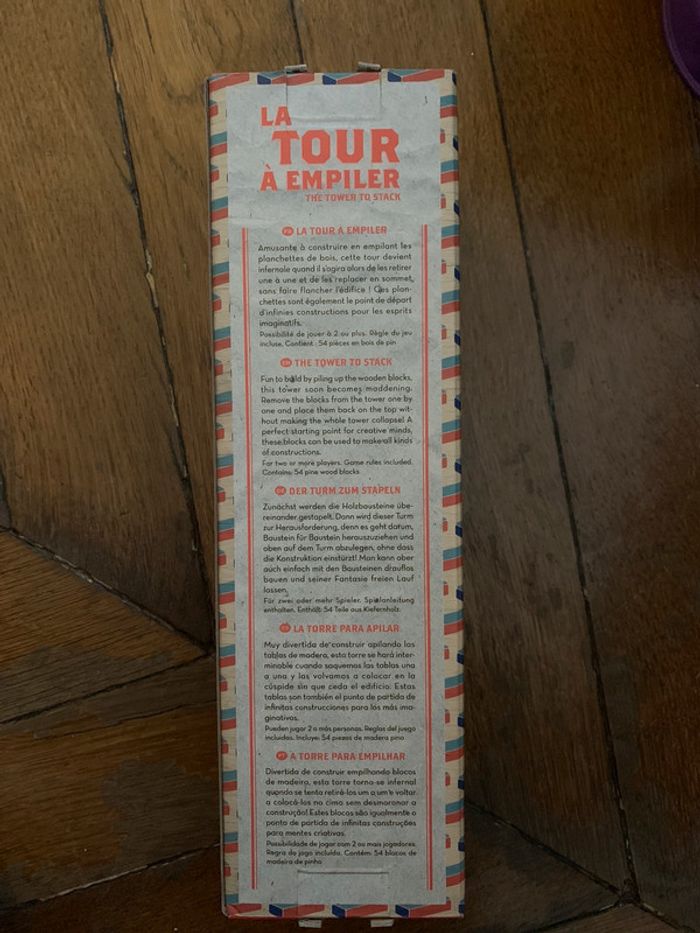 LA
TOUR
À EMPILER
THE TOWER TO STACK
FR LA TOUR À EMPILER
Amusante à construire en empilant les
planchettes de bois, cette tour devient
infernale quand il s'agira alors de les retirer
une à une et de les replacer en sommet,
sans faire flancher l'édifice ! Ces plan-
chettes sont également le point de départ
d'infinies constructions pour les esprits
imaginatifs.
Possibilité de jouer à 2 ou plus. Règle du jeu
incluse. Contient : 54 pièces en bois de pin
EN THE TOWER TO STACK
Fun to build by piling up the wooden blocks,
this tower soon becomes maddening.
Remove the blocks from the tower one by
one and place them back on the top wit-
hout making the whole tower collapse! A
perfect starting point for creative minds,
these blocks can be used to make all kinds
of constructions.
For two or more players. Game rules included.
Contains: 54 pine wood blocks
DE DER TURM ZUM STAPELN
Zunächst werden die Holzbausteine übe-
reinander gestapelt. Dann wird dieser Turm
zur Herausforderung, denn es geht darum,
Baustein für Baustein herauszuziehen und
oben auf dem Turm abzulegen, ohne dass
die Konstruktion einstürzt! Man kann aber
auch einfach mit den Bausteinen drauflos
bauen und seiner Fantasie freien Lauf
lassen.
Für zwei oder mehr Spieler. Spielanleitung
enthalten. Enthält: 54 Teile aus Kiefernholz.
ES LA TORRE PARA APILAR
Muy divertida de construir apilando las
tablas de madera, esta torre se hará inter-
minable cuando saquemos las tablas una
a una y las volvamos a colocar en la
cúspide sin que ceda el edificio. Estas
tablas son también el punto de partida de
infinitas construcciones para los más ima-
ginativos.
Pueden jugar 2 o más personas. Reglas del juego
incluidas. Incluye: 54 piezas de madera pino
PT A TORRE PARA EMPILHAR
Divertida de construir empilhando blocos
de madeira, esta torre torna-se infernal
quando se tenta retirá-los um a um e voltar
a colocá-los no cimo sem desmoronar a
construção! Estes blocos são igualmente o
ponto de partida de infinitas construções
para mentes criativas.
Possibilidade de jogar com 2 ou mais jogadores.
Regra do jogo incluída. Contém: 54 blocos de
madeira de pinho